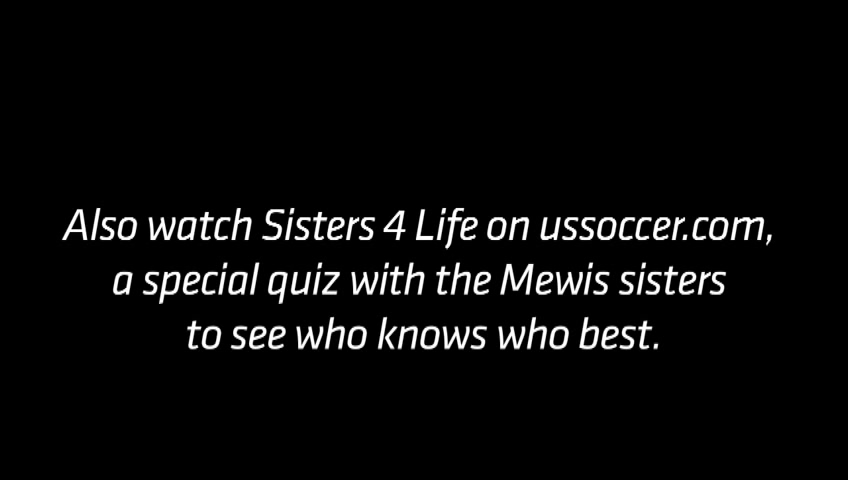 Also watch Sisters 4 Life on ussoccer.com,
a special quiz with the Mewis sisters
to see who knows who best.